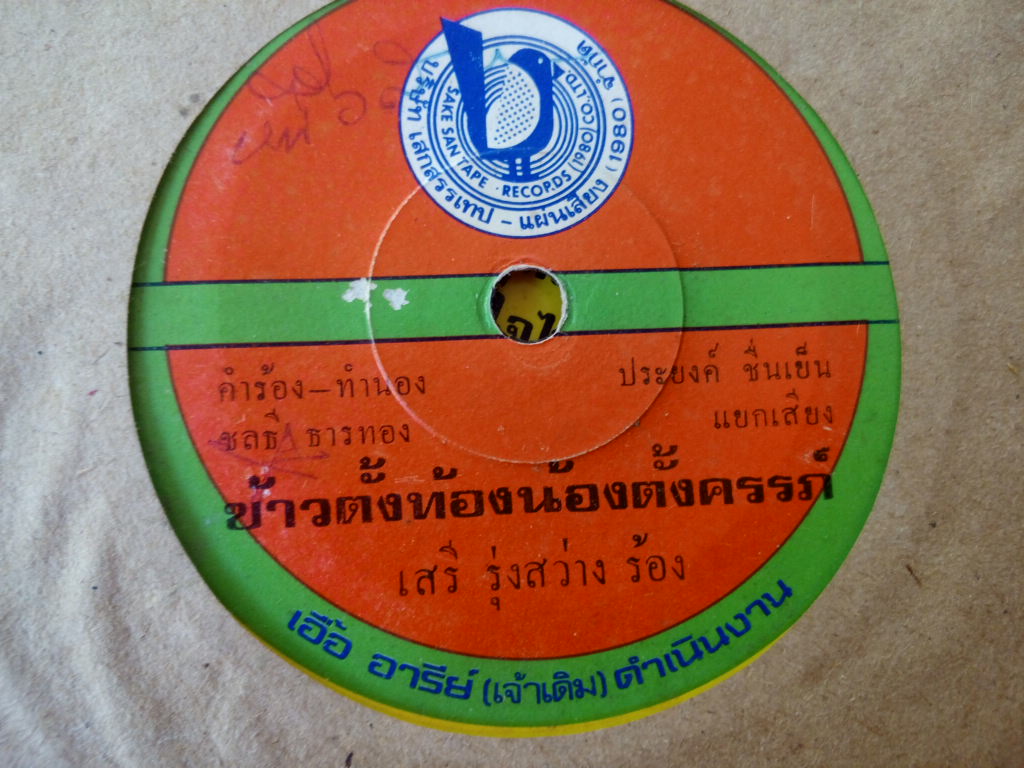 บริษัท เสกสรรเทป - แผ่นเสียง (1980) จำกัด
SAKE SAN TAPE · RECORDS (1980) CO.,LTD.
คำร้อง-ทำนอง
ประยงค์ ชื่นเย็น
ชลธี ธารทอง
แยกเสียง
ข้าวตั้งท้องน้องตั้งครรภ์
เสรี รุ่งสว่าง ร้อง
เอื้อ อารีย์ (เจ้าเดิม) ดำเนินงาน